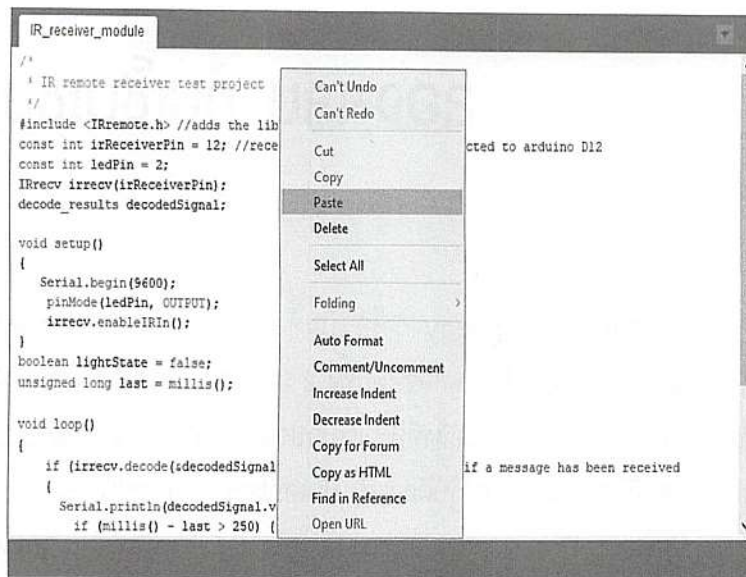 IR_receiver_module
/*
* IR remote receiver test project
*/
#include <IRremote.h> //adds the lib
const int irReceiverPin = 12; //rece cted to arduino D12
const int ledPin = 2;
IRrecv irrecv(irReceiverPin);
decode_results decodedSignal;
void setup()
{
Serial.begin(9600);
pinMode(ledPin, OUTPUT);
irrecv.enableIRIn();
}
boolean lightState = false;
unsigned long last = millis();
void loop()
{
if (irrecv.decode(&decodedSignal if a message has been received
{
Serial.println(decodedSignal.v
if (millis() - last > 250) {
Can't Undo
Can't Redo
Cut
Copy
Paste
Delete
Select All
Folding
Auto Format
Comment/Uncomment
Increase Indent
Decrease Indent
Copy for Forum
Copy as HTML
Find in Reference
Open URL